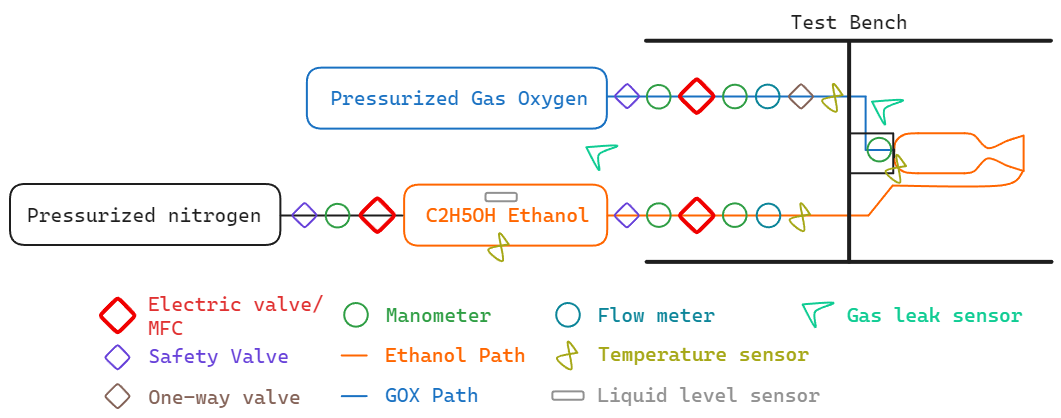 Test Bench
Pressurized Gas Oxygen
Pressurized nitrogen
C2H5OH Ethanol
Electric valve/
MFC
Manometer
Flow meter
Gas leak sensor
Safety Valve
Ethanol Path
Temperature sensor
One-way valve
GOX Path
Liquid level sensor